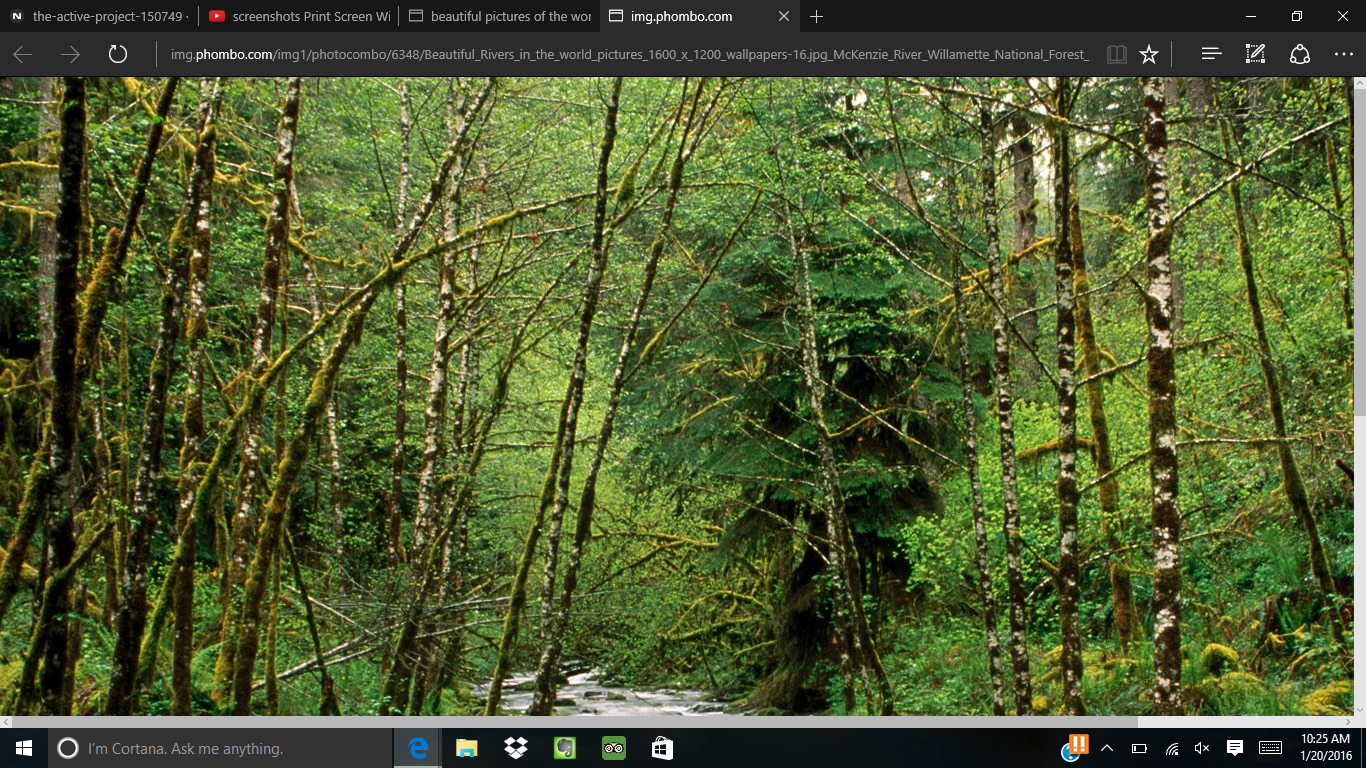 the-active-project-150749 ·
screenshots Print Screen Wi
beautiful pictures of the wor
img.phombo.com
img.phombo.com/img1/photocombo/6348/Beautiful_Rivers_in_the_world_pictures_1600_x_1200_wallpapers-16.jpg_McKenzie_River_Willamette_National_Forest_
I'm Cortana. Ask me anything.
10:25 AM
1/20/2016